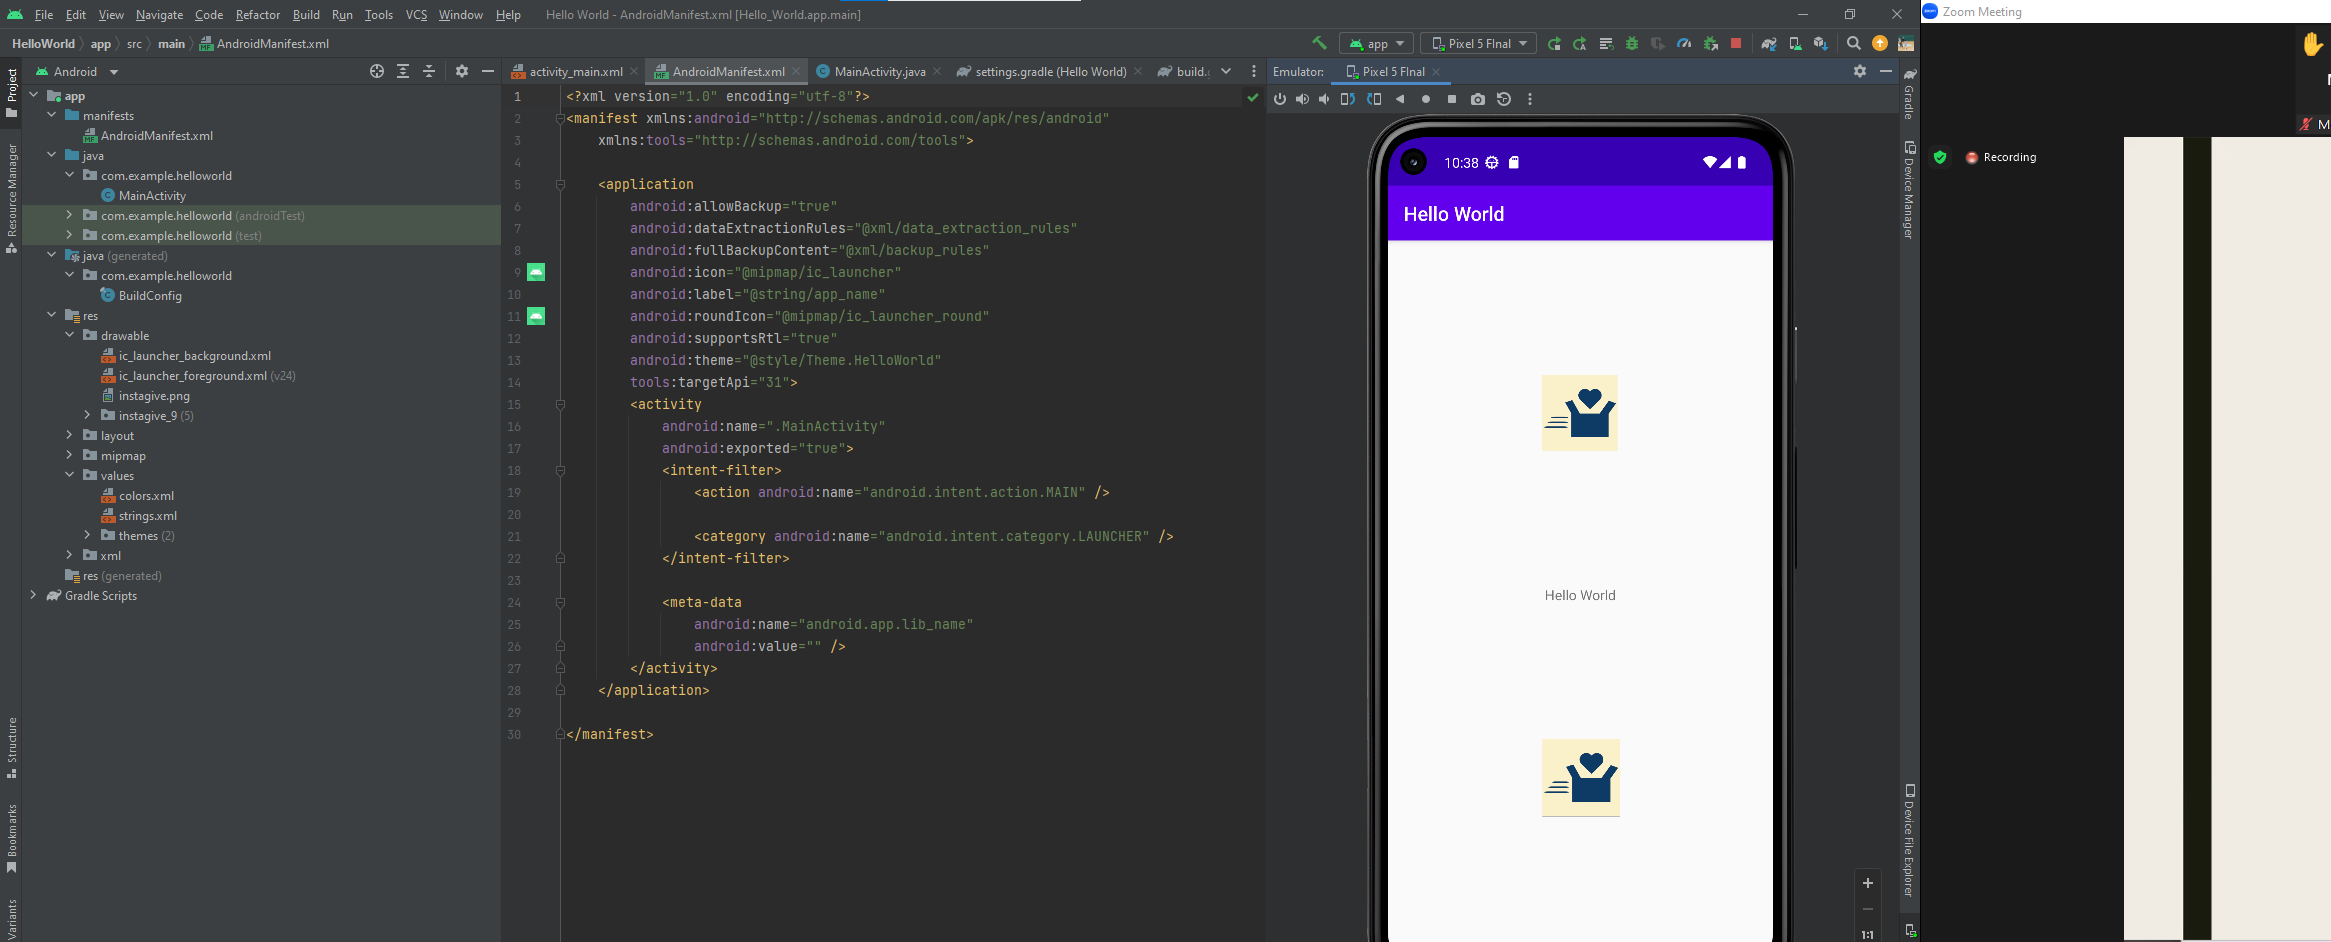 File Edit View Navigate Code Refactor Build Run Tools VCS Window Help Hello World - AndroidManifest.xml [Hello_World.app.main]
Zoom Meeting
HelloWorld app src main AndroidManifest.xml
app Pixel 5 FInal
Android
activity_main.xml AndroidManifest.xml MainActivity.java settings.gradle (Hello World) build.g
Emulator: Pixel 5 FInal
Project
Resource Manager
Structure
Bookmarks
Variants
app
manifests
AndroidManifest.xml
java
com.example.helloworld
MainActivity
com.example.helloworld (androidTest)
com.example.helloworld (test)
java (generated)
com.example.helloworld
BuildConfig
res
drawable
ic_launcher_background.xml
ic_launcher_foreground.xml (v24)
instagive.png
instagive_9 (5)
layout
mipmap
values
colors.xml
strings.xml
themes (2)
xml
res (generated)
Gradle Scripts
1 <?xml version="1.0" encoding="utf-8"?>
2 <manifest xmlns:android="http://schemas.android.com/apk/res/android"
3 xmlns:tools="http://schemas.android.com/tools">
4
5 <application
6 android:allowBackup="true"
7 android:dataExtractionRules="@xml/data_extraction_rules"
8 android:fullBackupContent="@xml/backup_rules"
9 android:icon="@mipmap/ic_launcher"
10 android:label="@string/app_name"
11 android:roundIcon="@mipmap/ic_launcher_round"
12 android:supportsRtl="true"
13 android:theme="@style/Theme.HelloWorld"
14 tools:targetApi="31">
15 <activity
16 android:name=".MainActivity"
17 android:exported="true">
18 <intent-filter>
19 <action android:name="android.intent.action.MAIN" />
20
21 <category android:name="android.intent.category.LAUNCHER" />
22 </intent-filter>
23
24 <meta-data
25 android:name="android.app.lib_name"
26 android:value="" />
27 </activity>
28 </application>
29
30 </manifest>
10:38
Hello World
Hello World
1:1
Gradle
Device Manager
Device File Explorer
M
Recording